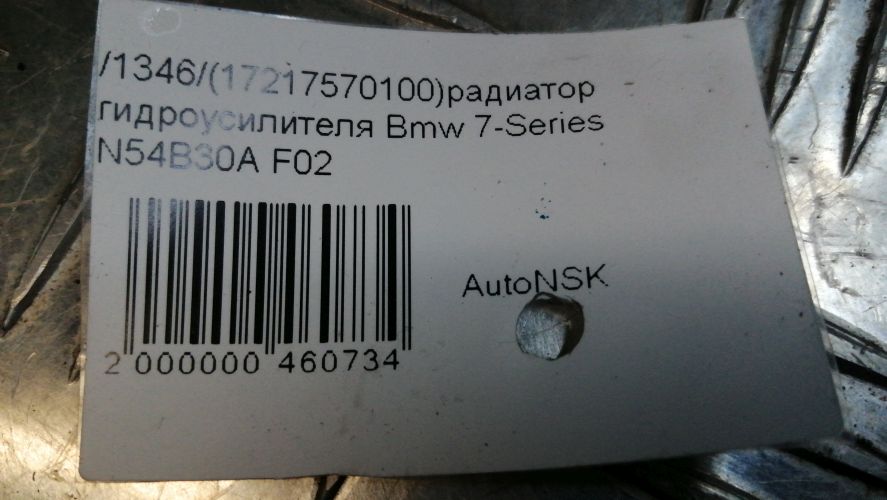 /1346/(17217570100)радиатор
гидроусилителя Bmw 7-Series
N54B30A F02
AutoNSK
2 000000 460734